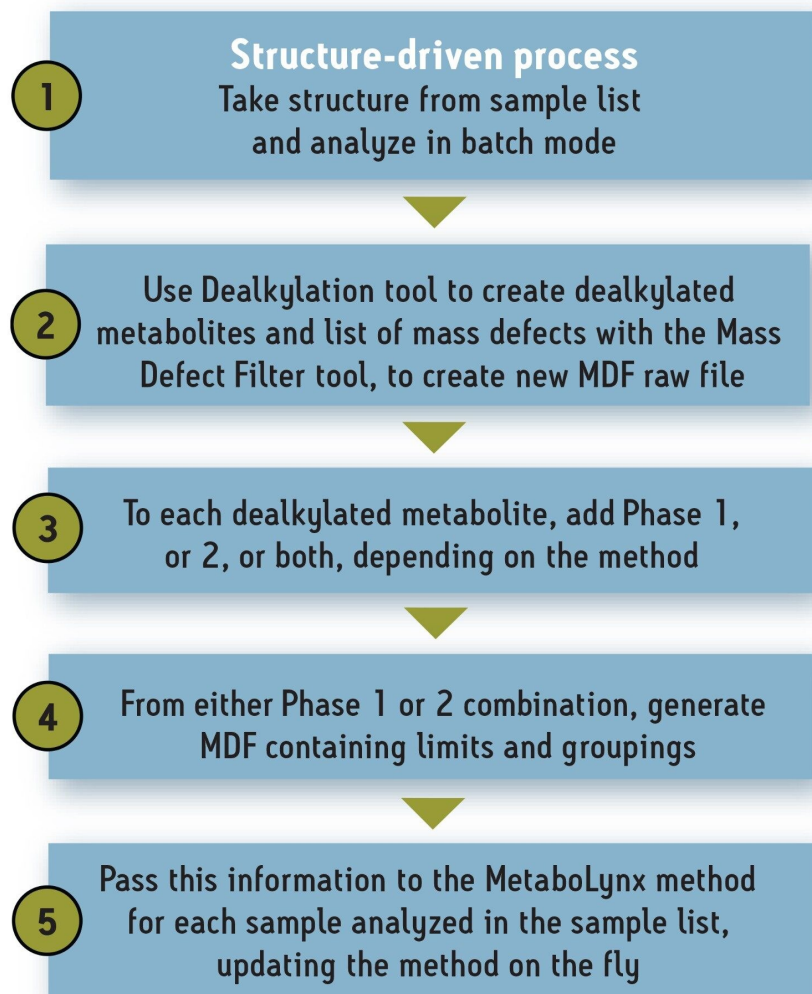 1
Structure-driven process
Take structure from sample list
and analyze in batch mode
2
Use Dealkylation tool to create dealkylated
metabolites and list of mass defects with the Mass
Defect Filter tool, to create new MDF raw file
3
To each dealkylated metabolite, add Phase 1,
or 2, or both, depending on the method
4
From either Phase 1 or 2 combination, generate
MDF containing limits and groupings
5
Pass this information to the MetaboLynx method
for each sample analyzed in the sample list,
updating the method on the fly